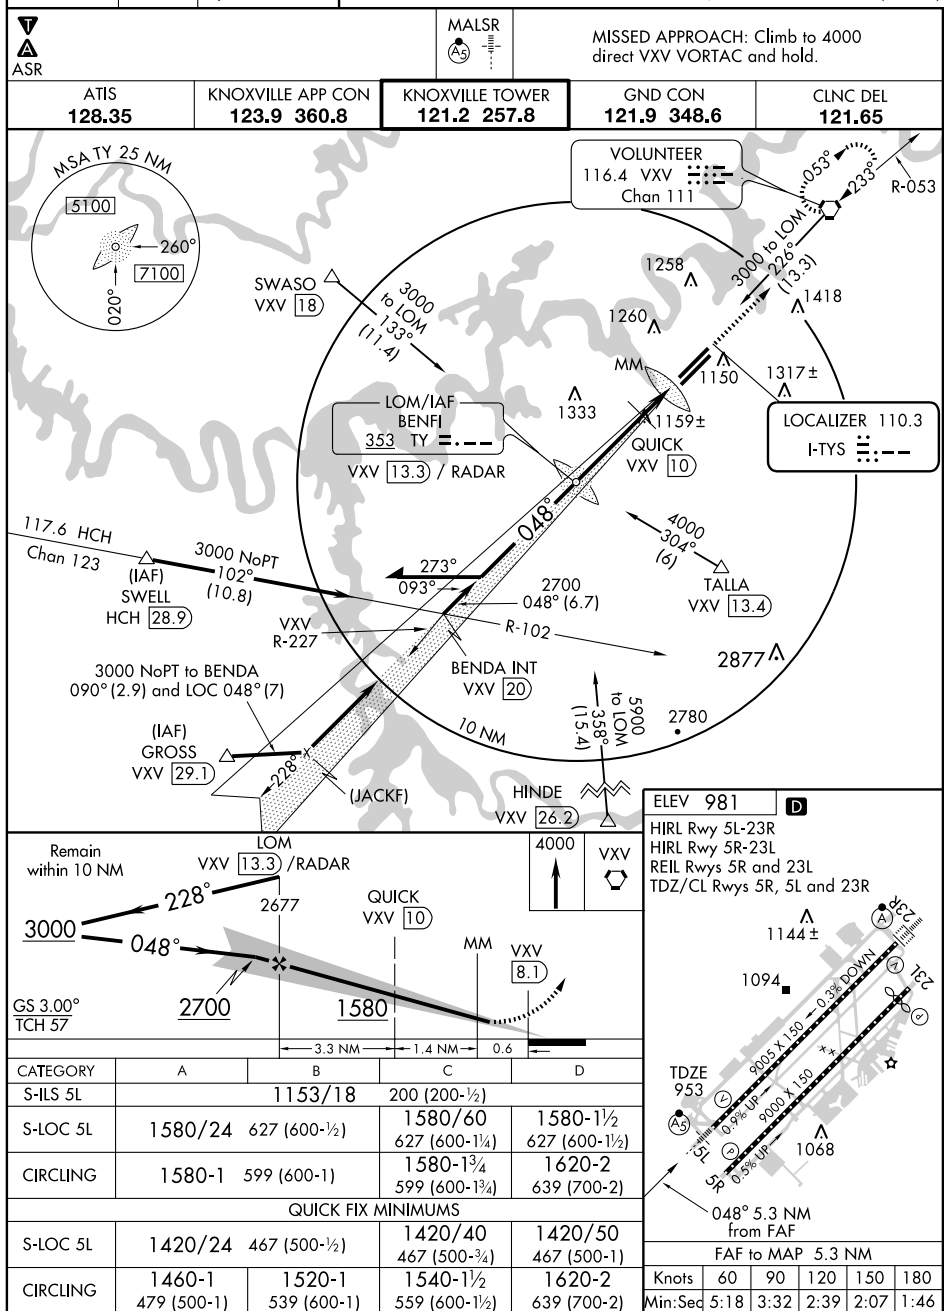 T
A
ASR
MALSR
A5
MISSED APPROACH: Climb to 4000
direct VXV VORTAC and hold.
ATIS
128.35
KNOXVILLE APP CON
123.9 360.8
KNOXVILLE TOWER
121.2 257.8
GND CON
121.9 348.6
CLNC DEL
121.65
MSA TY 25 NM
5100
260°
7100
020°
VOLUNTEER
116.4 VXV
Chan 111
053°
233°
R-053
3000 to LOM
226°
(13.3)
SWASO
VXV 18
3000
to LOM
133°
(11.4)
1258
1260
1418
MM
1150
1317±
1333
1159±
LOM/IAF
BENFI
353 TY
VXV 13.3 / RADAR
QUICK
VXV 10
LOCALIZER 110.3
I-TYS
048°
117.6 HCH
Chan 123
(IAF)
SWELL
HCH 28.9
3000 NoPT
102°
(10.8)
273°
093°
4000
304°
(6)
TALLA
VXV 13.4
2700
048° (6.7)
VXV
R-227
R-102
BENDA INT
VXV 20
2877
3000 NoPT to BENDA
090° (2.9) and LOC 048° (7)
(IAF)
GROSS
VXV 29.1
228°
(JACKF)
10 NM
5900
to LOM
358°
(15.4)
2780
HINDE
VXV 26.2
Remain
within 10 NM
LOM
VXV 13.3 /RADAR
228°
2677
3000
048°
QUICK
VXV 10
MM
VXV
8.1
4000
VXV
GS 3.00°
TCH 57
2700
1580
3.3 NM
1.4 NM
0.6
ELEV 981
D
HIRL Rwy 5L-23R
HIRL Rwy 5R-23L
REIL Rwys 5R and 23L
TDZ/CL Rwys 5R, 5L and 23R
1144±
A
23R
V
23L
P
1094
0.3% DOWN
9005 X 150
TDZE
953
A5
V
0.9% UP
9000 X 150
5L
P
0.5% UP
5R
1068
048° 5.3 NM
from FAF
CATEGORY A B C D
S-ILS 5L 1153/18 200 (200-½)
S-LOC 5L 1580/24 627 (600-½) 1580/60 627 (600-1¼) 1580-1½ 627 (600-1½)
CIRCLING 1580-1 599 (600-1) 1580-1¾ 599 (600-1¾) 1620-2 639 (700-2)
QUICK FIX MINIMUMS
S-LOC 5L 1420/24 467 (500-½) 1420/40 467 (500-¾) 1420/50 467 (500-1)
CIRCLING 1460-1 479 (500-1) 1520-1 539 (600-1) 1540-1½ 559 (600-1½) 1620-2 639 (700-2)
FAF to MAP 5.3 NM
Knots 60 90 120 150 180
Min:Sec 5:18 3:32 2:39 2:07 1:46